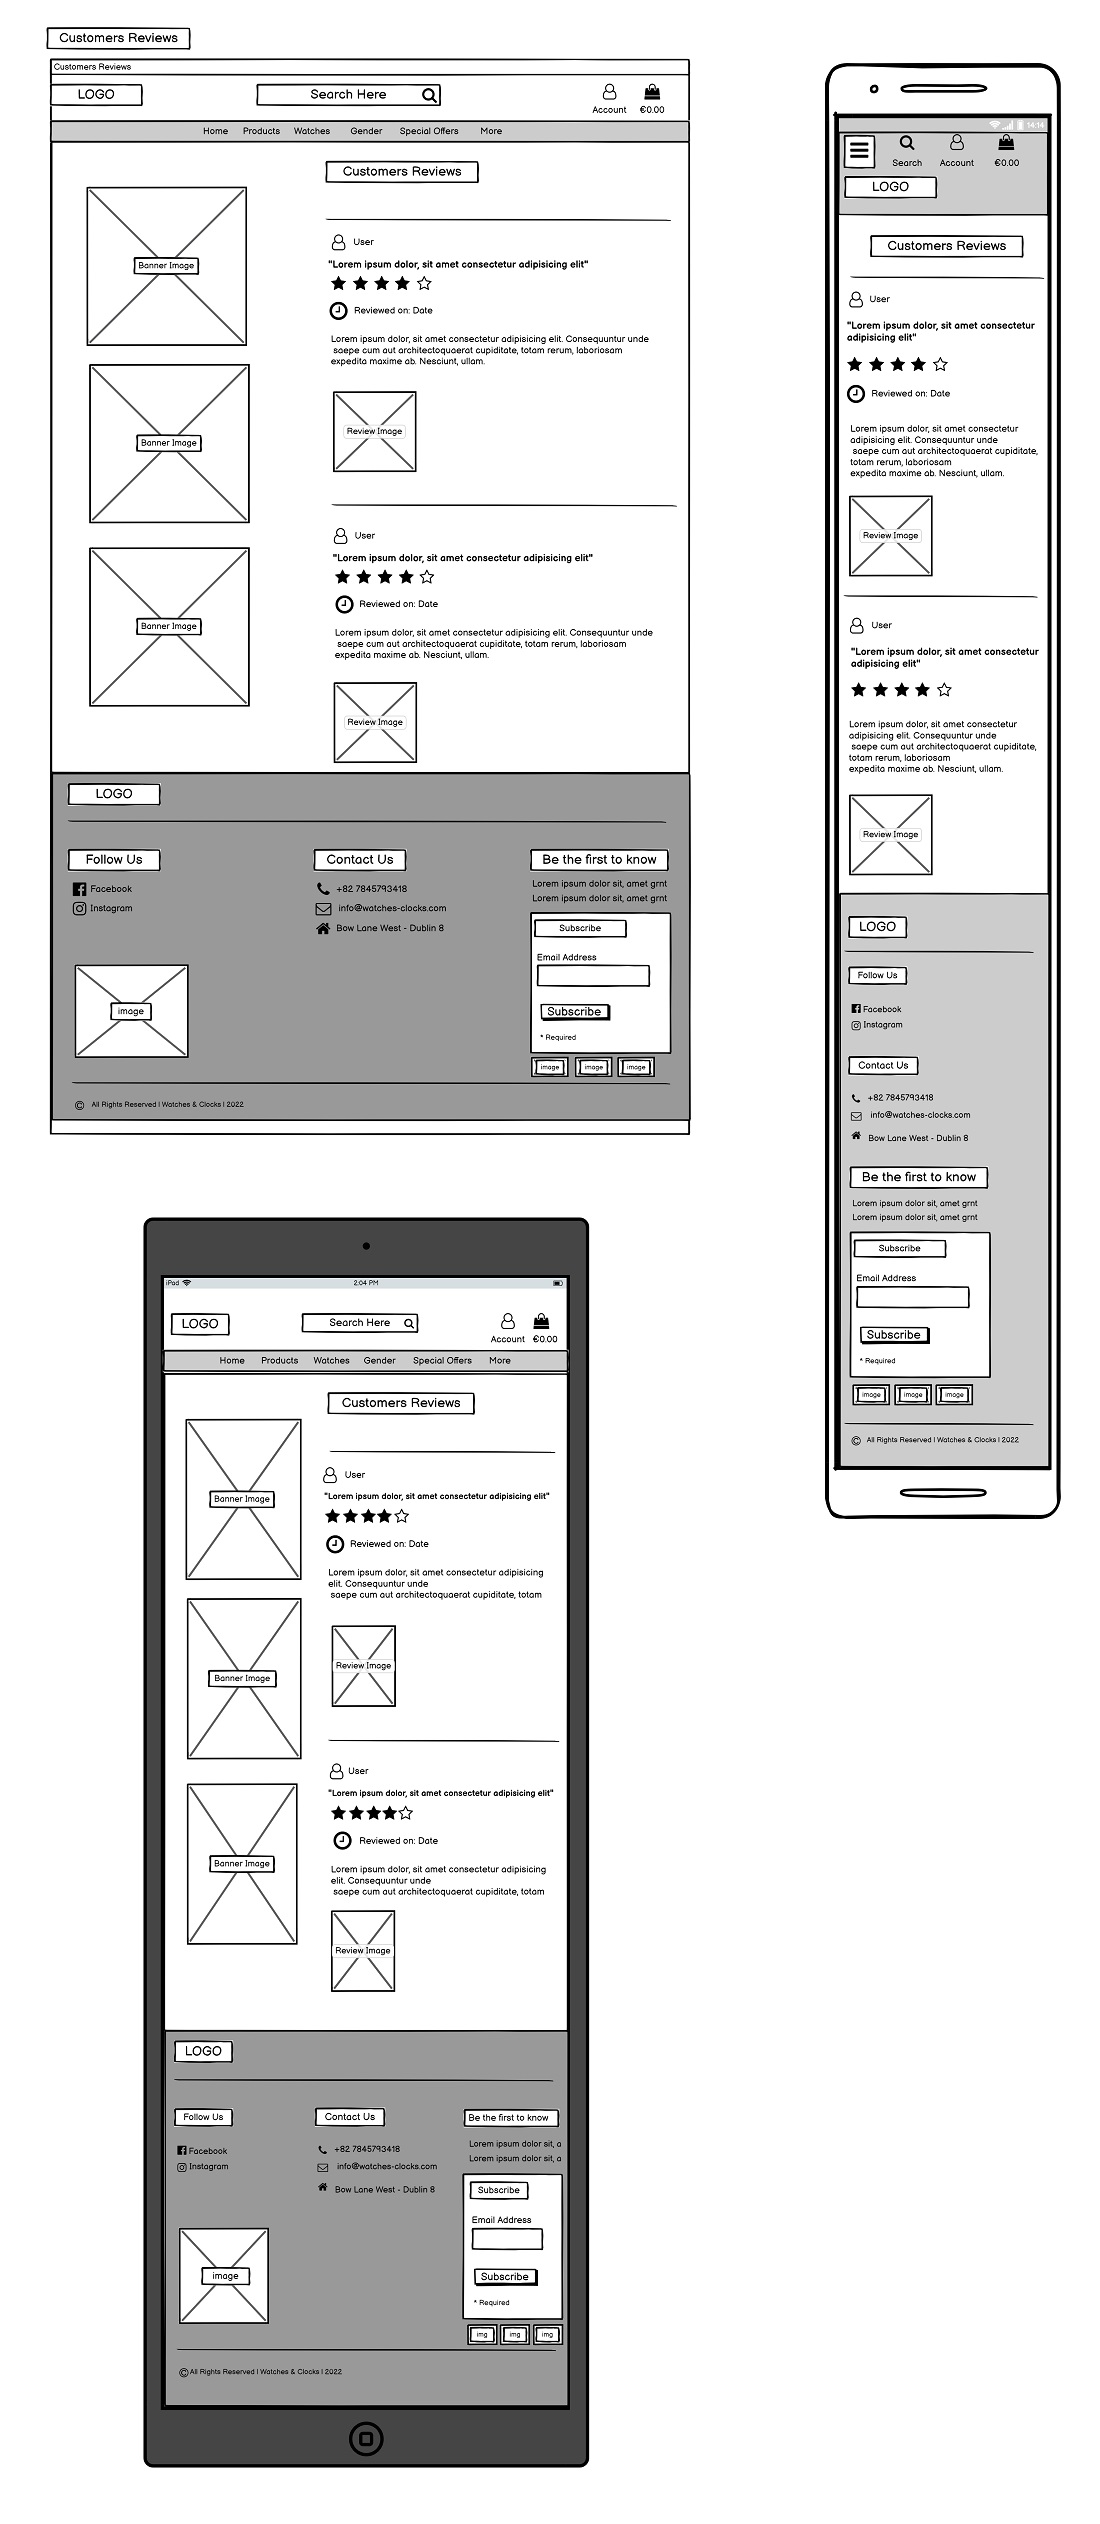 Customers Reviews
Customers Reviews
LOGO
Search Here
Account
€0.00
Home Products Watches Gender Special Offers More
Customers Reviews
Banner Image
Banner Image
Banner Image
User
"Lorem ipsum dolor, sit amet consectetur adipisicing elit"
Reviewed on: Date
Lorem ipsum dolor, sit amet consectetur adipisicing elit. Consequuntur unde
saepe cum aut architectoquaerat cupiditate, totam rerum, laboriosam
expedita maxime ab. Nesciunt, ullam.
Review Image
User
"Lorem ipsum dolor, sit amet consectetur adipisicing elit"
Reviewed on: Date
Lorem ipsum dolor, sit amet consectetur adipisicing elit. Consequuntur unde
saepe cum aut architectoquaerat cupiditate, totam rerum, laboriosam
expedita maxime ab. Nesciunt, ullam.
Review Image
LOGO
Follow Us
Facebook
Instagram
image
Contact Us
+82 7845793418
info@watches-clocks.com
Bow Lane West - Dublin 8
Be the first to know
Lorem ipsum dolor sit, amet grnt
Lorem ipsum dolor sit, amet grnt
Subscribe
Email Address
Subscribe
* Required
image image image
© All Rights Reserved | Watches & Clocks | 2022
14:14
Search
Account
€0.00
LOGO
Customers Reviews
User
"Lorem ipsum dolor, sit amet consectetur
adipisicing elit"
Reviewed on: Date
Lorem ipsum dolor, sit amet consectetur
adipisicing elit. Consequuntur unde
saepe cum aut architectoquaerat cupiditate,
totam rerum, laboriosam
expedita maxime ab. Nesciunt, ullam.
Review Image
User
"Lorem ipsum dolor, sit amet consectetur
adipisicing elit"
Lorem ipsum dolor, sit amet consectetur
adipisicing elit. Consequuntur unde
saepe cum aut architectoquaerat cupiditate,
totam rerum, laboriosam
expedita maxime ab. Nesciunt, ullam.
Review Image
LOGO
Follow Us
Facebook
Instagram
Contact Us
+82 7845793418
info@watches-clocks.com
Bow Lane West - Dublin 8
Be the first to know
Lorem ipsum dolor sit, amet grnt
Lorem ipsum dolor sit, amet grnt
Subscribe
Email Address
Subscribe
* Required
image image image
© All Rights Reserved | Watches & Clocks | 2022
iPad
2:04 PM
LOGO
Search Here
Account
€0.00
Home Products Watches Gender Special Offers More
Customers Reviews
Banner Image
Banner Image
Banner Image
User
"Lorem ipsum dolor, sit amet consectetur adipisicing elit"
Reviewed on: Date
Lorem ipsum dolor, sit amet consectetur adipisicing
elit. Consequuntur unde
saepe cum aut architectoquaerat cupiditate, totam
Review Image
User
"Lorem ipsum dolor, sit amet consectetur adipisicing elit"
Reviewed on: Date
Lorem ipsum dolor, sit amet consectetur adipisicing
elit. Consequuntur unde
saepe cum aut architectoquaerat cupiditate, totam
Review Image
LOGO
Follow Us
Facebook
Instagram
image
Contact Us
+82 7845793418
info@watches-clocks.com
Bow Lane West - Dublin 8
Be the first to know
Lorem ipsum dolor sit, a
Lorem ipsum dolor sit, a
Subscribe
Email Address
Subscribe
* Required
img img img
© All Rights Reserved | Watches & Clocks | 2022